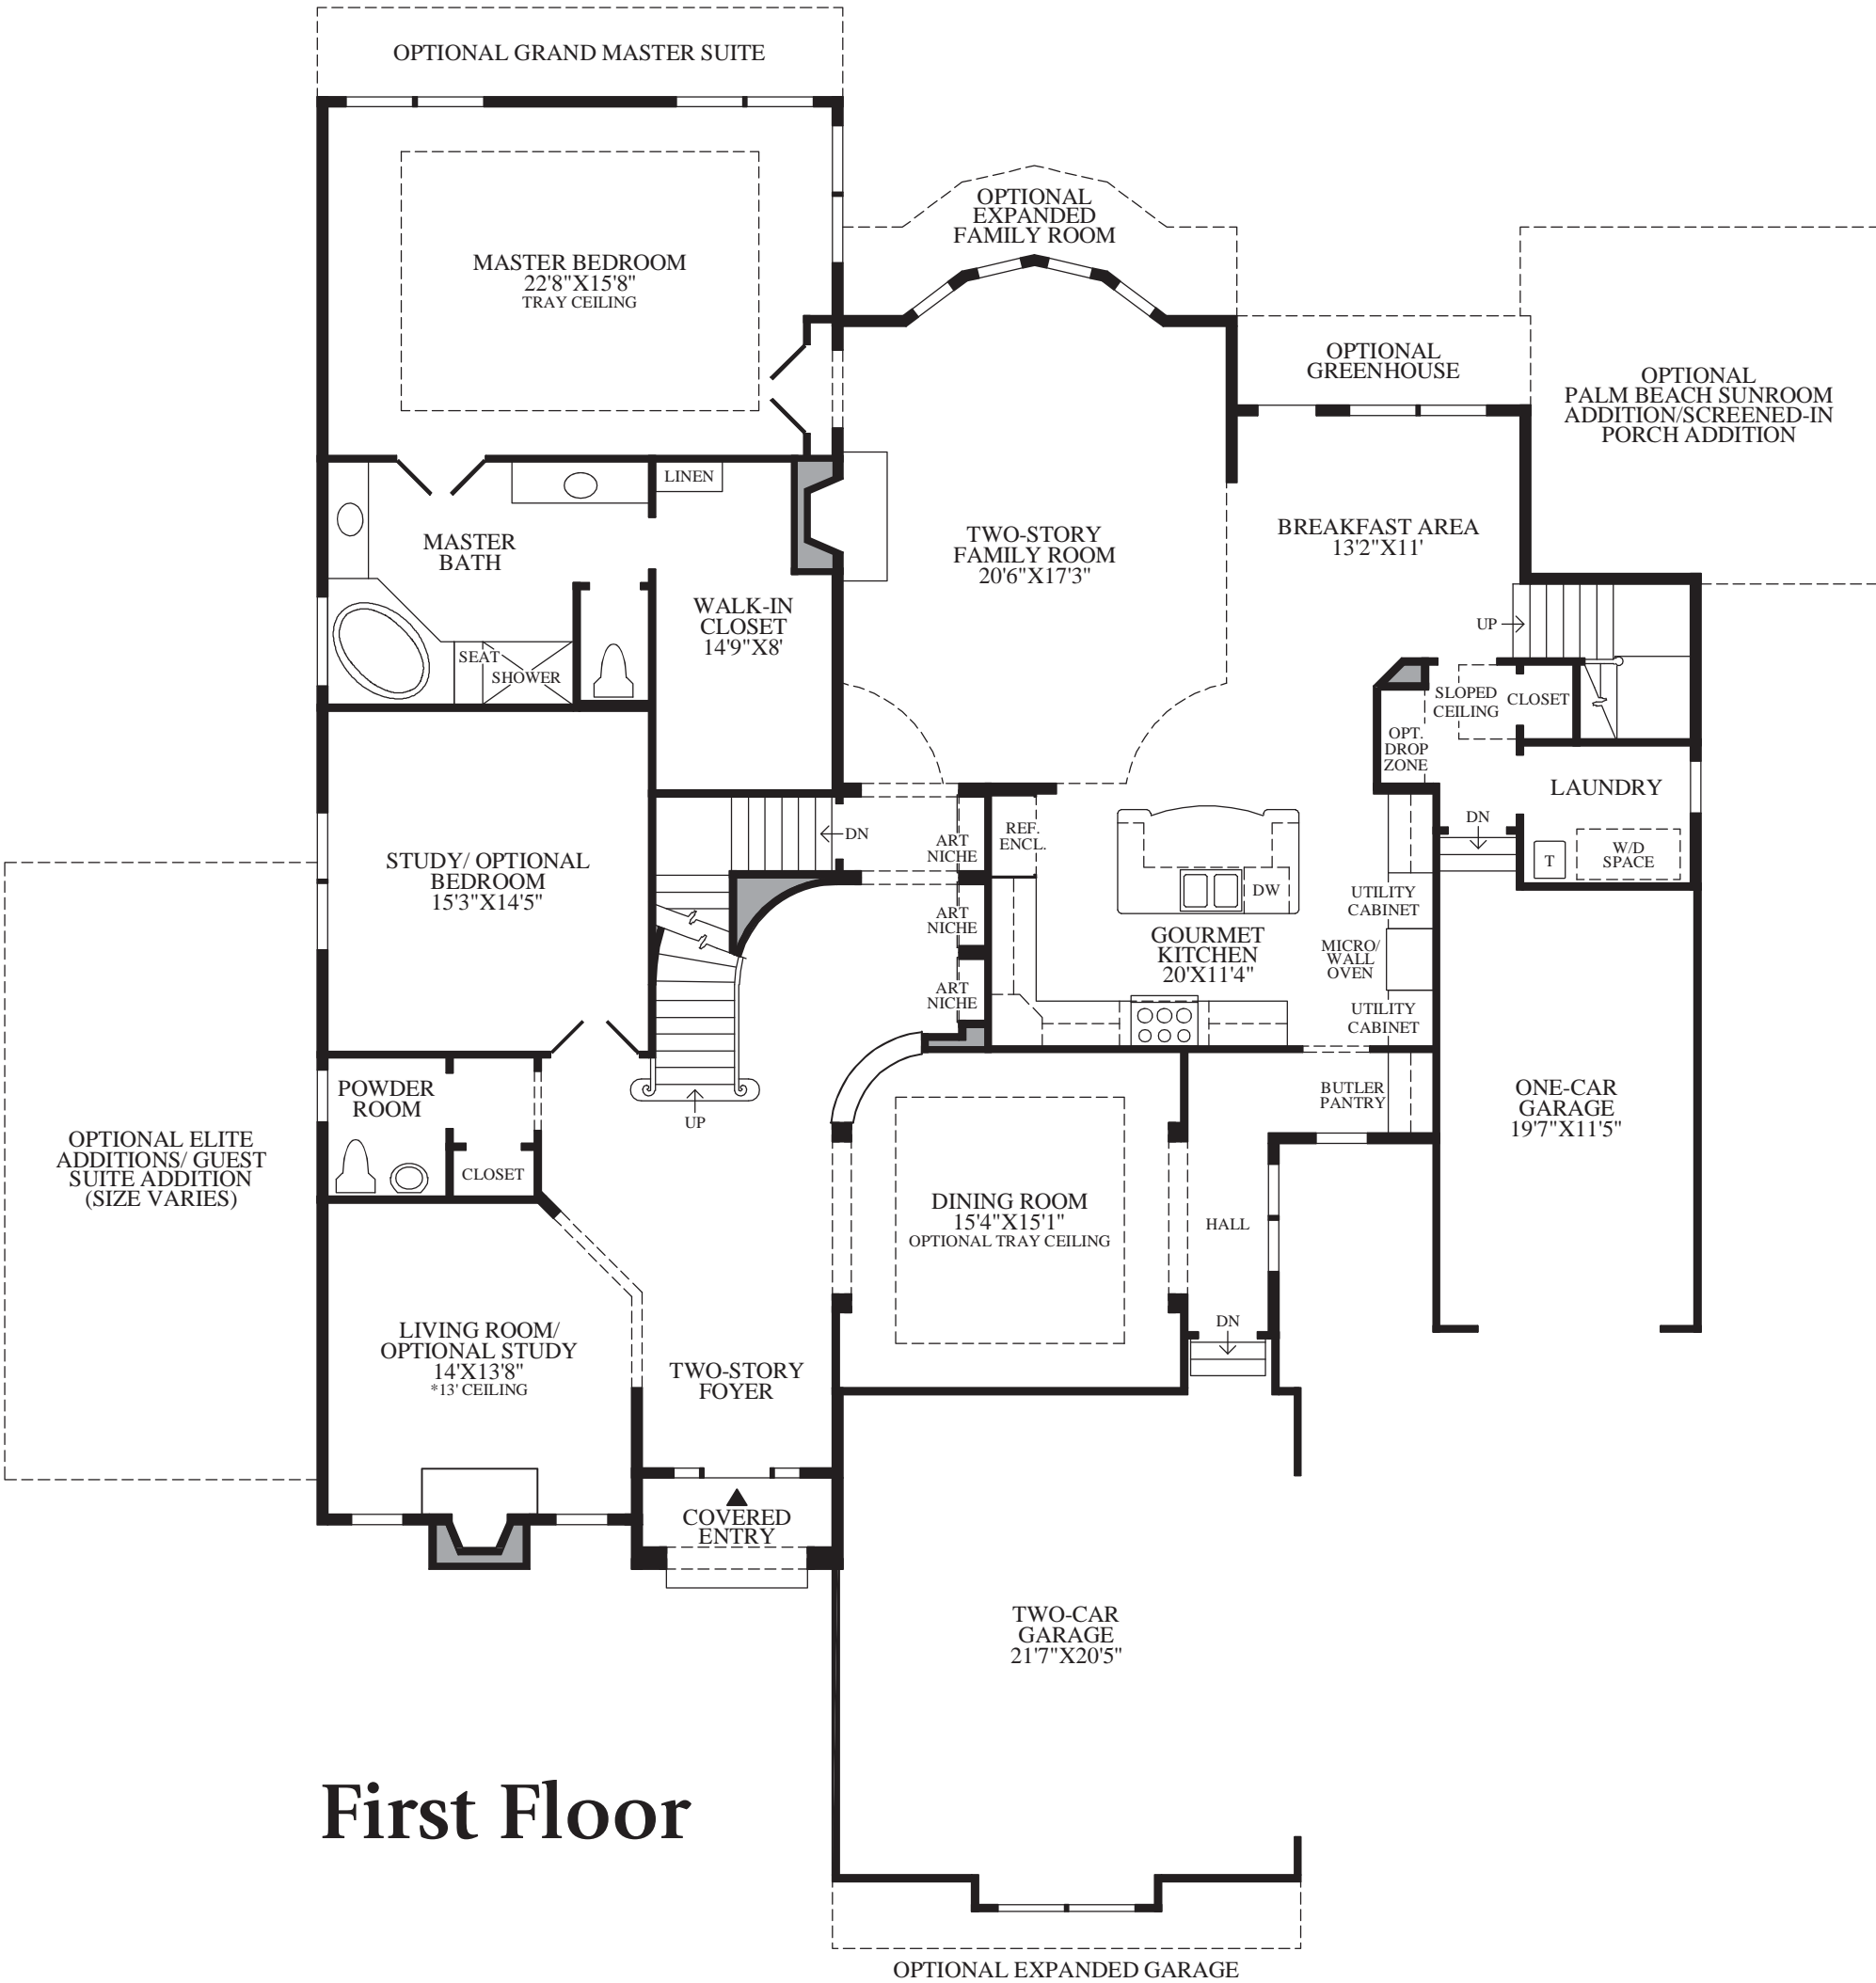 OPTIONAL GRAND MASTER SUITE
MASTER BEDROOM
22'8"X15'8"
TRAY CEILING
OPTIONAL
EXPANDED
FAMILY ROOM
OPTIONAL
GREENHOUSE
OPTIONAL
PALM BEACH SUNROOM
ADDITION/SCREENED-IN
PORCH ADDITION
LINEN
MASTER
BATH
TWO-STORY
FAMILY ROOM
20'6"X17'3"
BREAKFAST AREA
13'2"X11'
WALK-IN
CLOSET
14'9"X8'
SEAT
SHOWER
UP
SLOPED
CEILING
CLOSET
OPT.
DROP
ZONE
LAUNDRY
DN
T
W/D
SPACE
DN
ART
NICHE
REF.
ENCL.
DW
STUDY/ OPTIONAL
BEDROOM
15'3"X14'5"
ART
NICHE
UTILITY
CABINET
GOURMET
KITCHEN
20'X11'4"
MICRO/
WALL
OVEN
ART
NICHE
UTILITY
CABINET
POWDER
ROOM
UP
BUTLER
PANTRY
ONE-CAR
GARAGE
19'7"X11'5"
OPTIONAL ELITE
ADDITIONS/ GUEST
SUITE ADDITION
(SIZE VARIES)
CLOSET
DINING ROOM
15'4"X15'1"
OPTIONAL TRAY CEILING
HALL
DN
LIVING ROOM/
OPTIONAL STUDY
14'X13'8"
*13' CEILING
TWO-STORY
FOYER
COVERED
ENTRY
TWO-CAR
GARAGE
21'7"X20'5"
First Floor
OPTIONAL EXPANDED GARAGE